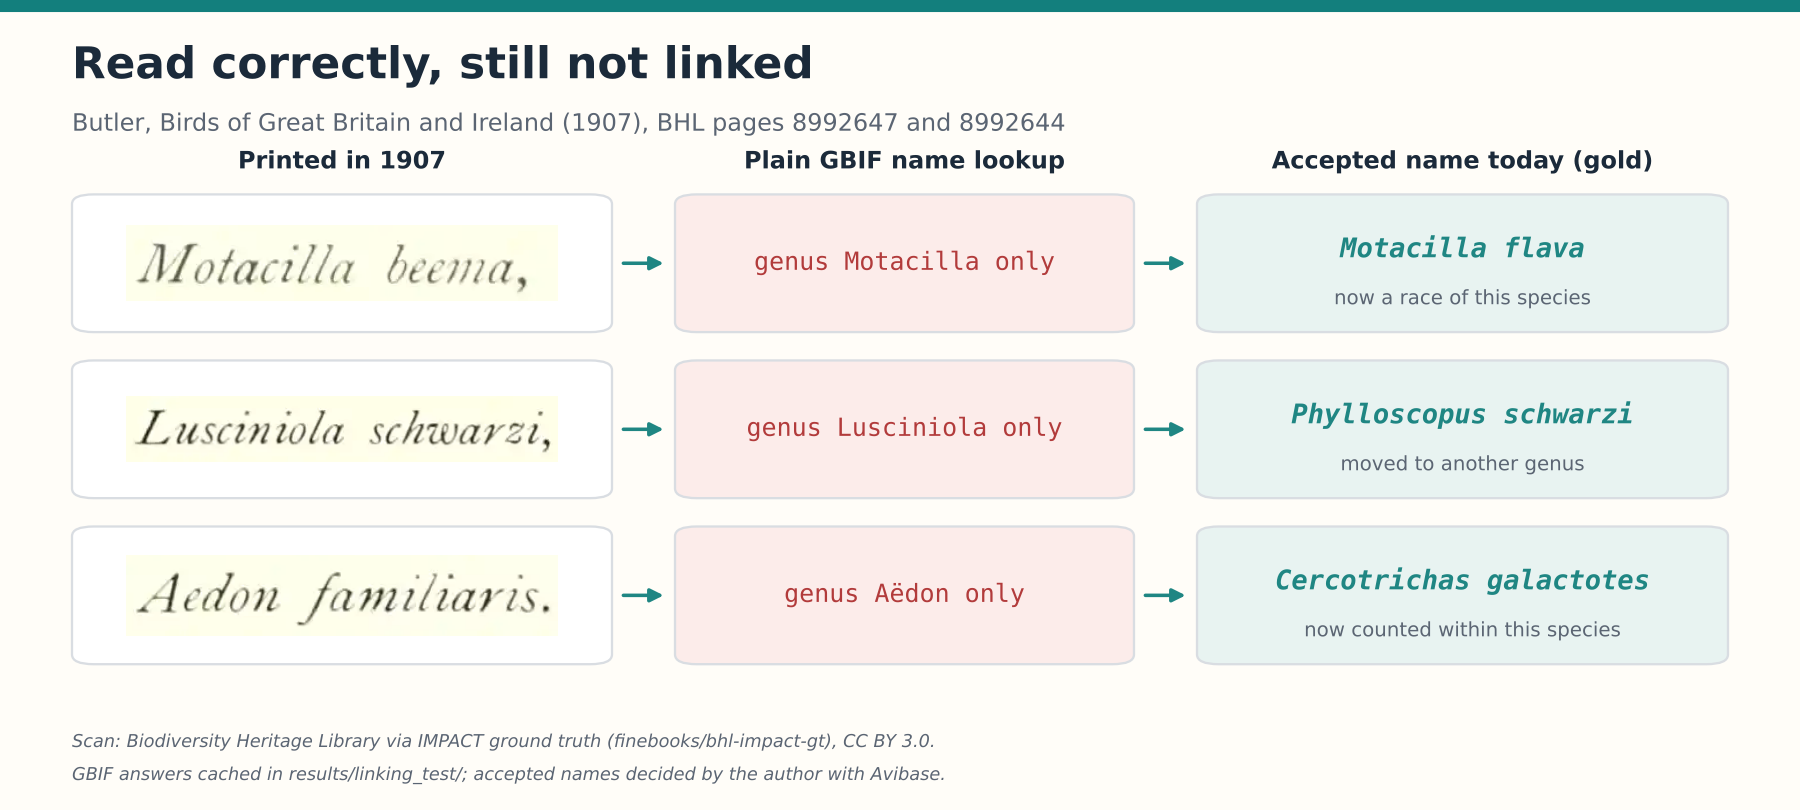 Read correctly, still not linked
Butler, Birds of Great Britain and Ireland (1907), BHL pages 8992647 and 8992644
Printed in 1907
Plain GBIF name lookup
Accepted name today (gold)
Motacilla beema,
genus Motacilla only
Motacilla flava
now a race of this species
Lusciniola schwarzi,
genus Lusciniola only
Phylloscopus schwarzi
moved to another genus
Aedon familiaris.
genus Aëdon only
Cercotrichas galactotes
now counted within this species
Scan: Biodiversity Heritage Library via IMPACT ground truth (finebooks/bhl-impact-gt), CC BY 3.0.
GBIF answers cached in results/linking_test/; accepted names decided by the author with Avibase.